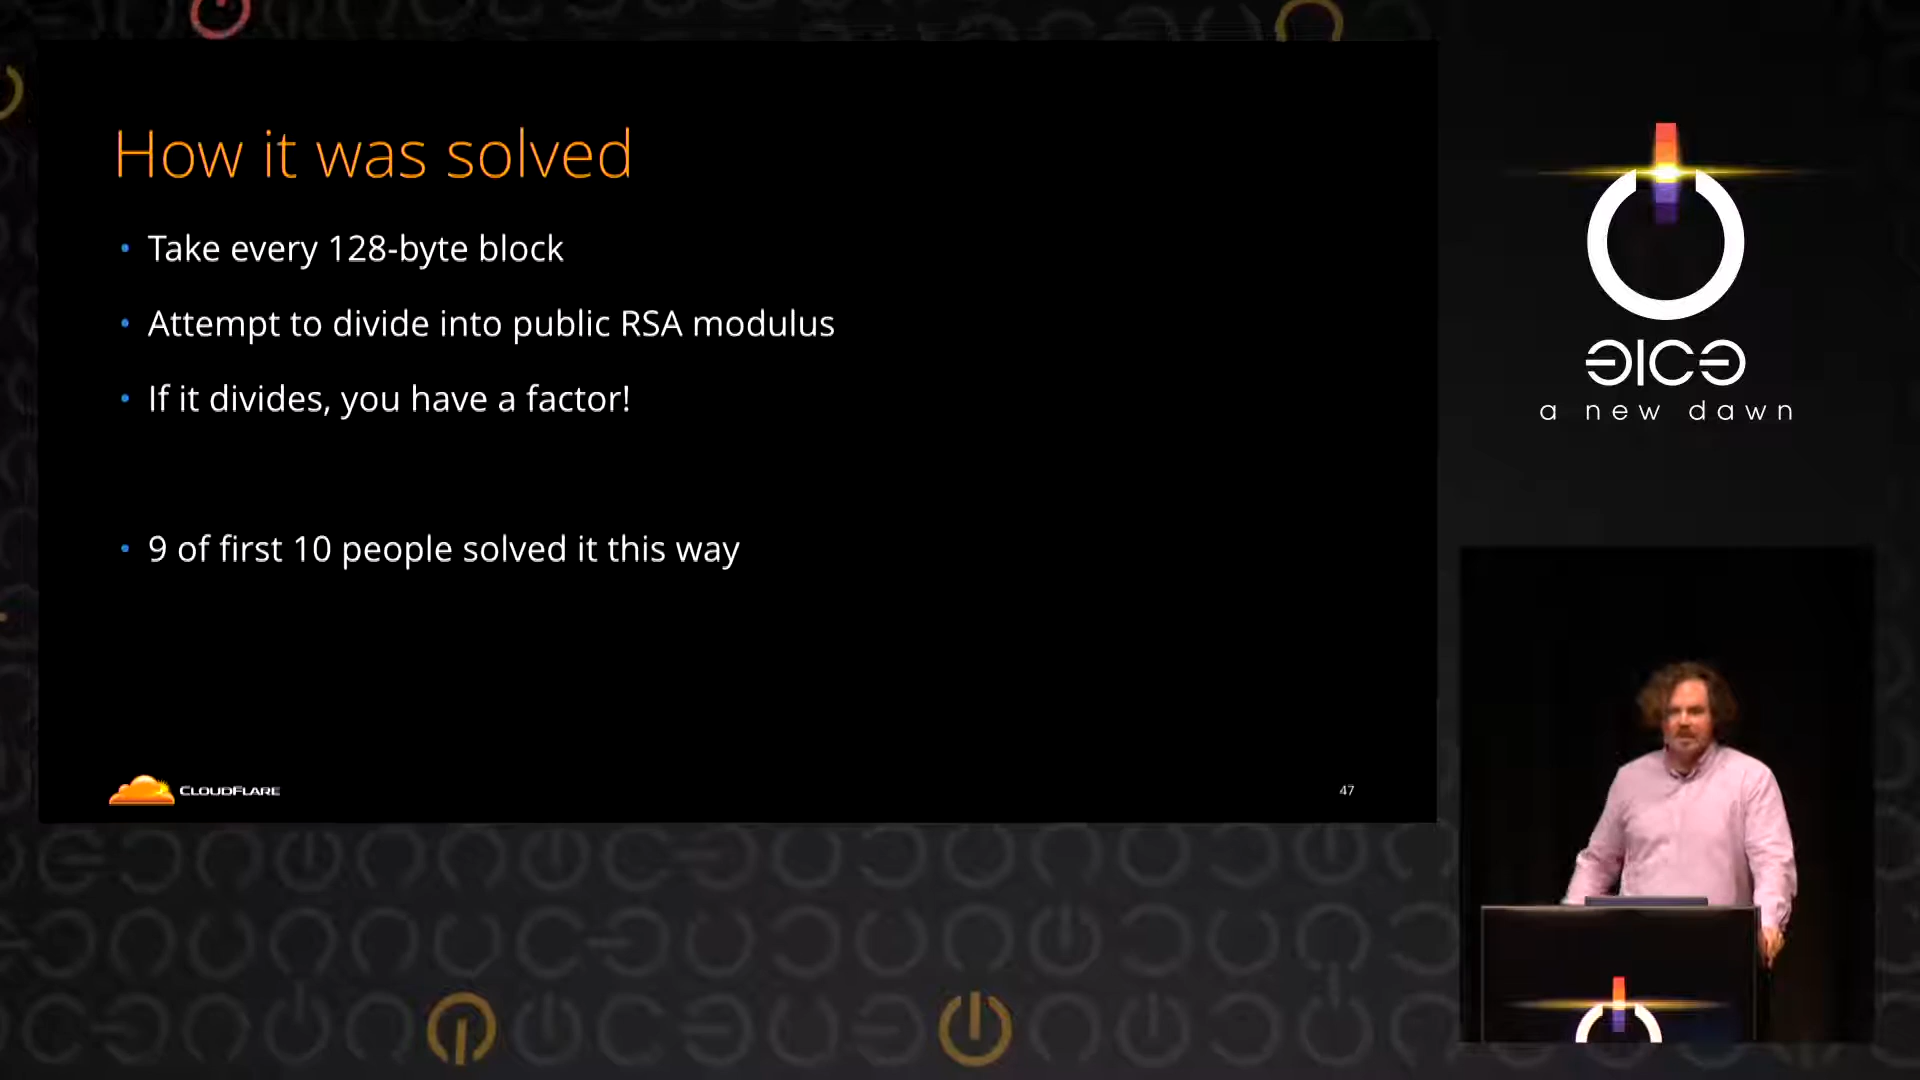 How it was solved
• Take every 128-byte block
• Attempt to divide into public RSA modulus
• If it divides, you have a factor!
• 9 of first 10 people solved it this way
CLOUDFLARE
47
a new dawn